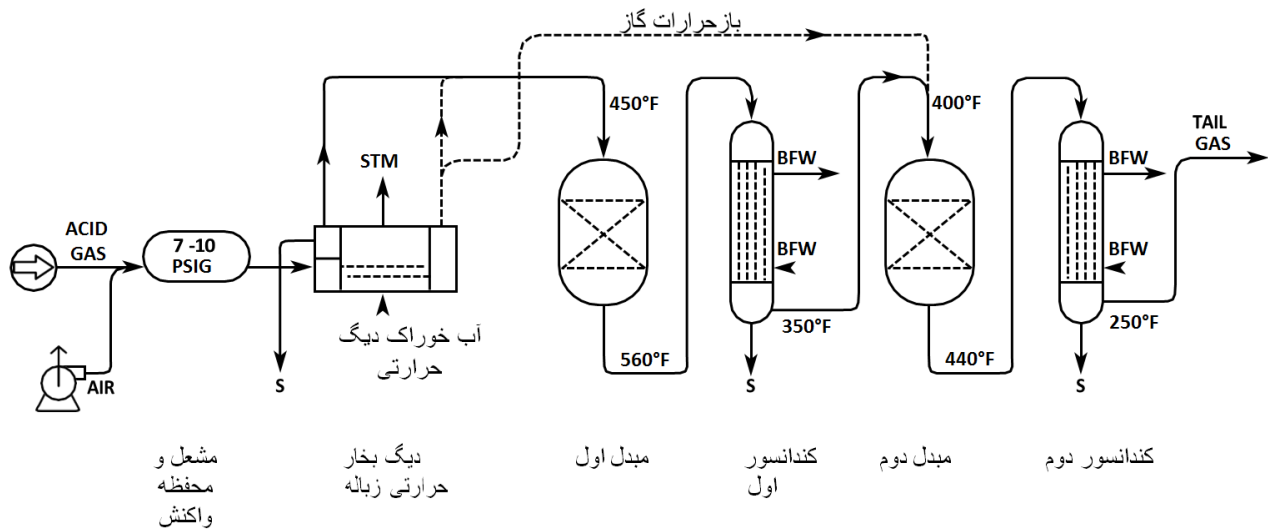 بازحرارات گاز
450°F
400°F
TAIL
GAS
STM
BFW
BFW
ACID
GAS
7 -10
PSIG
BFW
BFW
350°F
250°F
آب خوراک دیگ
حرارتی
560°F
440°F
AIR
S
S
S
مشعل و
محفظه
واکنش
دیگ بخار
حرارتی زباله
مبدل اول
کندانسور
اول
مبدل دوم
کندانسور دوم